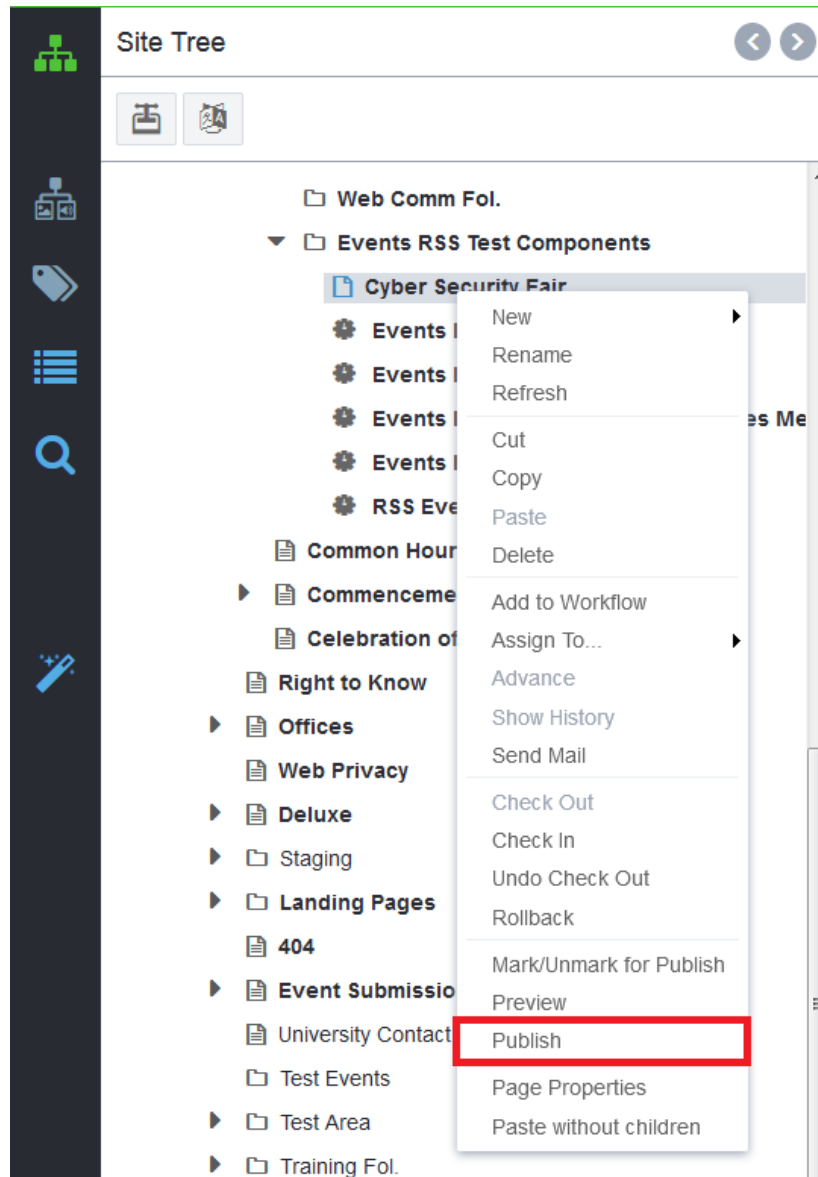 Site Tree
Web Comm Fol.
Events RSS Test Components
Cyber Security Fair
Events
Events
Events
es Me
Events
RSS Eve
Common Hour
Commenceme
Celebration of
Right to Know
Offices
Web Privacy
Deluxe
Staging
Landing Pages
404
Event Submissio
University Contact
Test Events
Test Area
Training Fol.
New
Rename
Refresh
Cut
Copy
Paste
Delete
Add to Workflow
Assign To...
Advance
Show History
Send Mail
Check Out
Check In
Undo Check Out
Rollback
Mark/Unmark for Publish
Preview
Publish
Page Properties
Paste without children